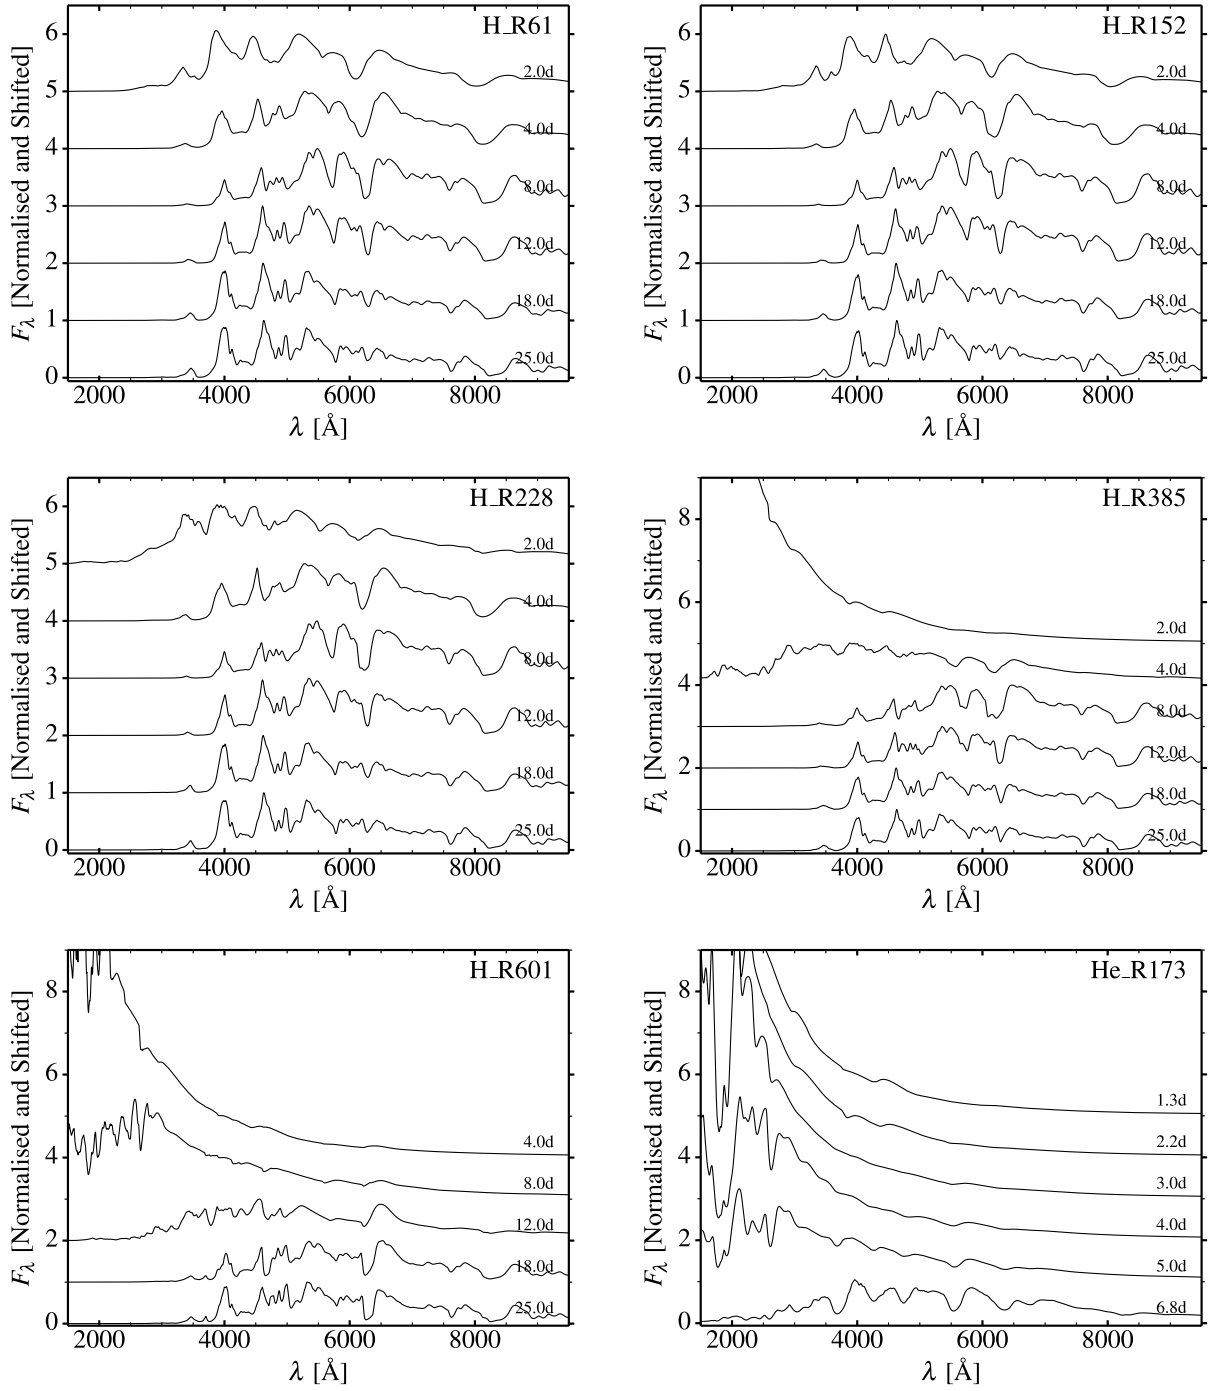 H_R61
6
5
4
3
2
1
0
2.0d
4.0d
8.0d
12.0d
18.0d
25.0d
2000 4000 6000 8000
λ [Å]
Fλ [Normalised and Shifted]
H_R152
6
5
4
3
2
1
0
2.0d
4.0d
8.0d
12.0d
18.0d
25.0d
2000 4000 6000 8000
λ [Å]
Fλ [Normalised and Shifted]
H_R228
6
5
4
3
2
1
0
2.0d
4.0d
8.0d
12.0d
18.0d
25.0d
2000 4000 6000 8000
λ [Å]
Fλ [Normalised and Shifted]
H_R385
8
6
4
2
0
2.0d
4.0d
8.0d
12.0d
18.0d
25.0d
2000 4000 6000 8000
λ [Å]
Fλ [Normalised and Shifted]
H_R601
8
6
4
2
0
4.0d
8.0d
12.0d
18.0d
25.0d
2000 4000 6000 8000
λ [Å]
Fλ [Normalised and Shifted]
He_R173
8
6
4
2
0
1.3d
2.2d
3.0d
4.0d
5.0d
6.8d
2000 4000 6000 8000
λ [Å]
Fλ [Normalised and Shifted]